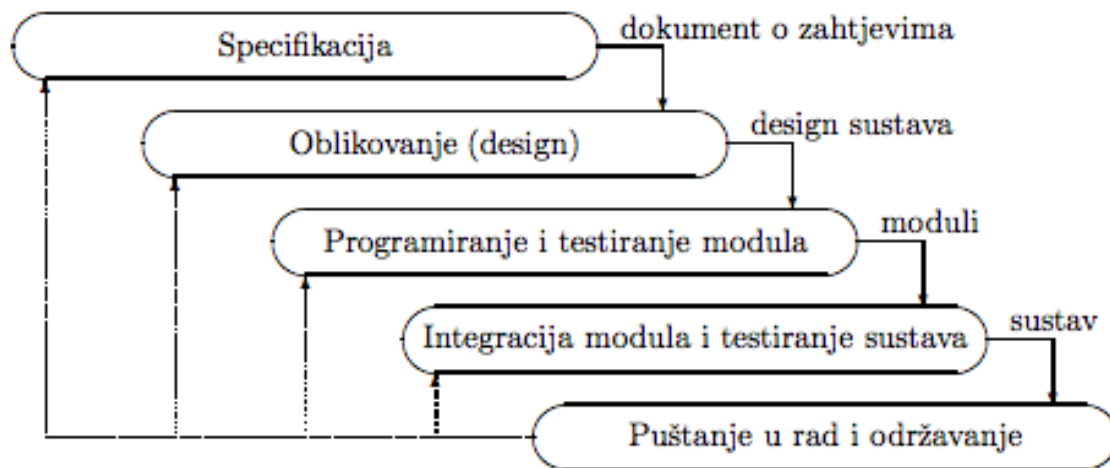 Specifikacija
dokument o zahtjevima
Oblikovanje (design)
design sustava
Programiranje i testiranje modula
moduli
Integracija modula i testiranje sustava
sustav
Puštanje u rad i održavanje